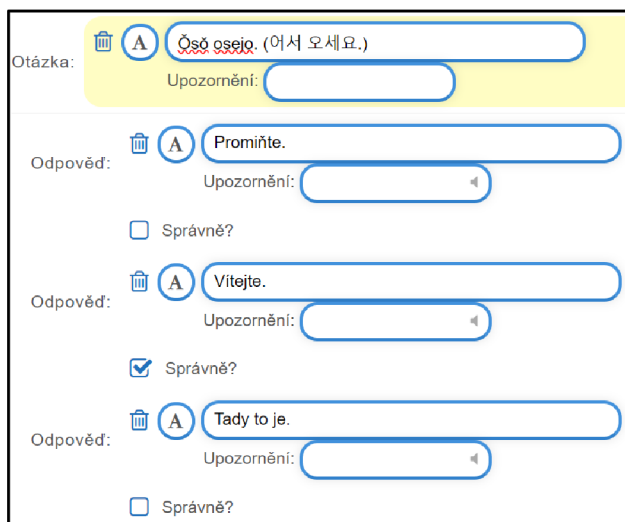 A Ŏsŏ osejo. (어서 오세요.)
Otázka:
Upozornění:
A Promiňte.
Odpověď:
Upozornění:
Správně?
A Vítejte.
Odpověď:
Upozornění:
Správně?
A Tady to je.
Odpověď:
Upozornění:
Správně?